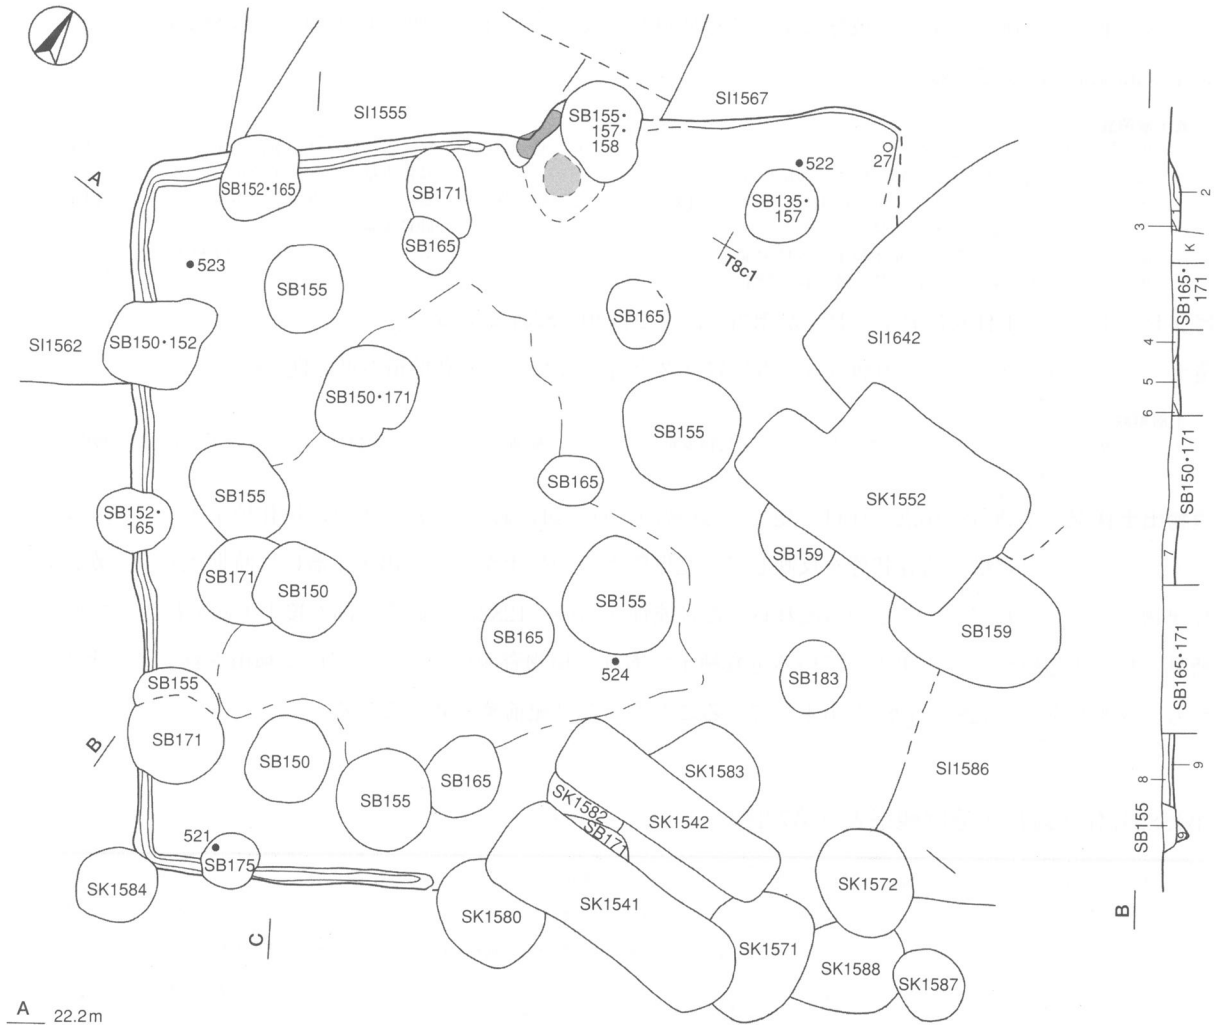 SI1555
SI1567
SB155・
157・
158
522
27
A
SB152・165
SB171
SB135・
157
SB165
T8c1
523
SB155
SB165
SI1562
SB150・152
SI1642
SB150・171
SB155
SB155
SB165
SK1552
SB152・
165
SB159
SB171
SB150
SB155
SB165
SB159
524
SB183
SB155
SB171
B
SB150
SK1583
SI1586
SB165
SB155
SK1582
SK1542
SB171
521
SB175
SK1584
SK1572
SK1541
SK1580
SK1571
SK1588
SK1587
C
A 22.2m
2
3
K
SB165・
171
4
5
6
SB150・171
7
SB165・171
9
8
SB155
B